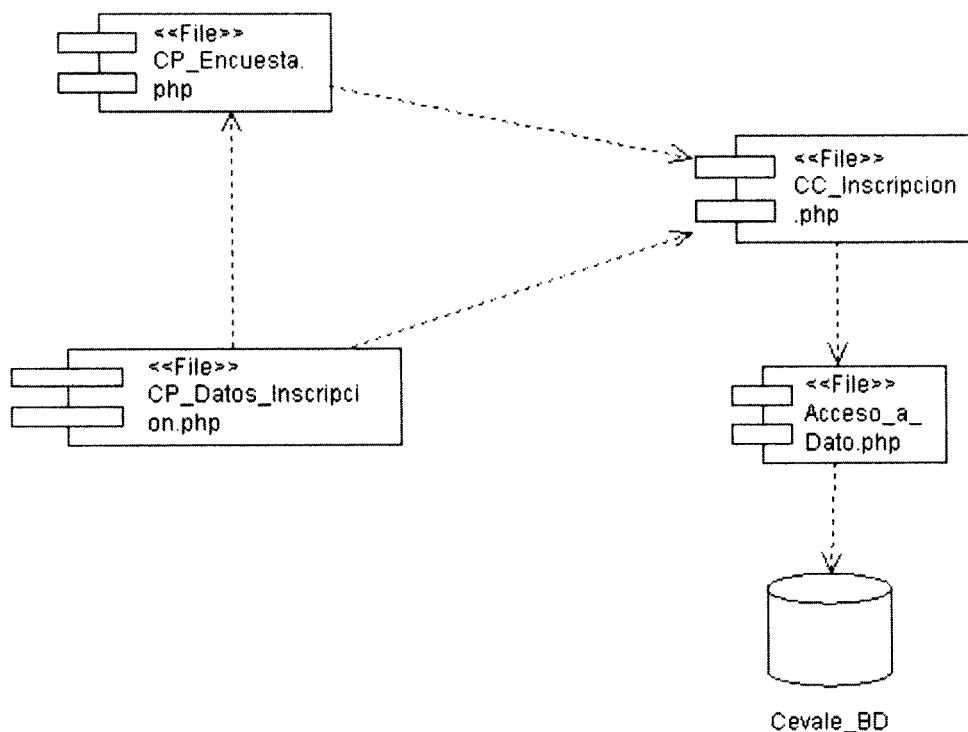 <<File>>
CP_Encuesta.
php
<<File>>
CC_Inscripcion
.php
<<File>>
CP_Datos_Inscripci
on.php
<<File>>
Acceso_a_
Dato.php
Cevale_BD